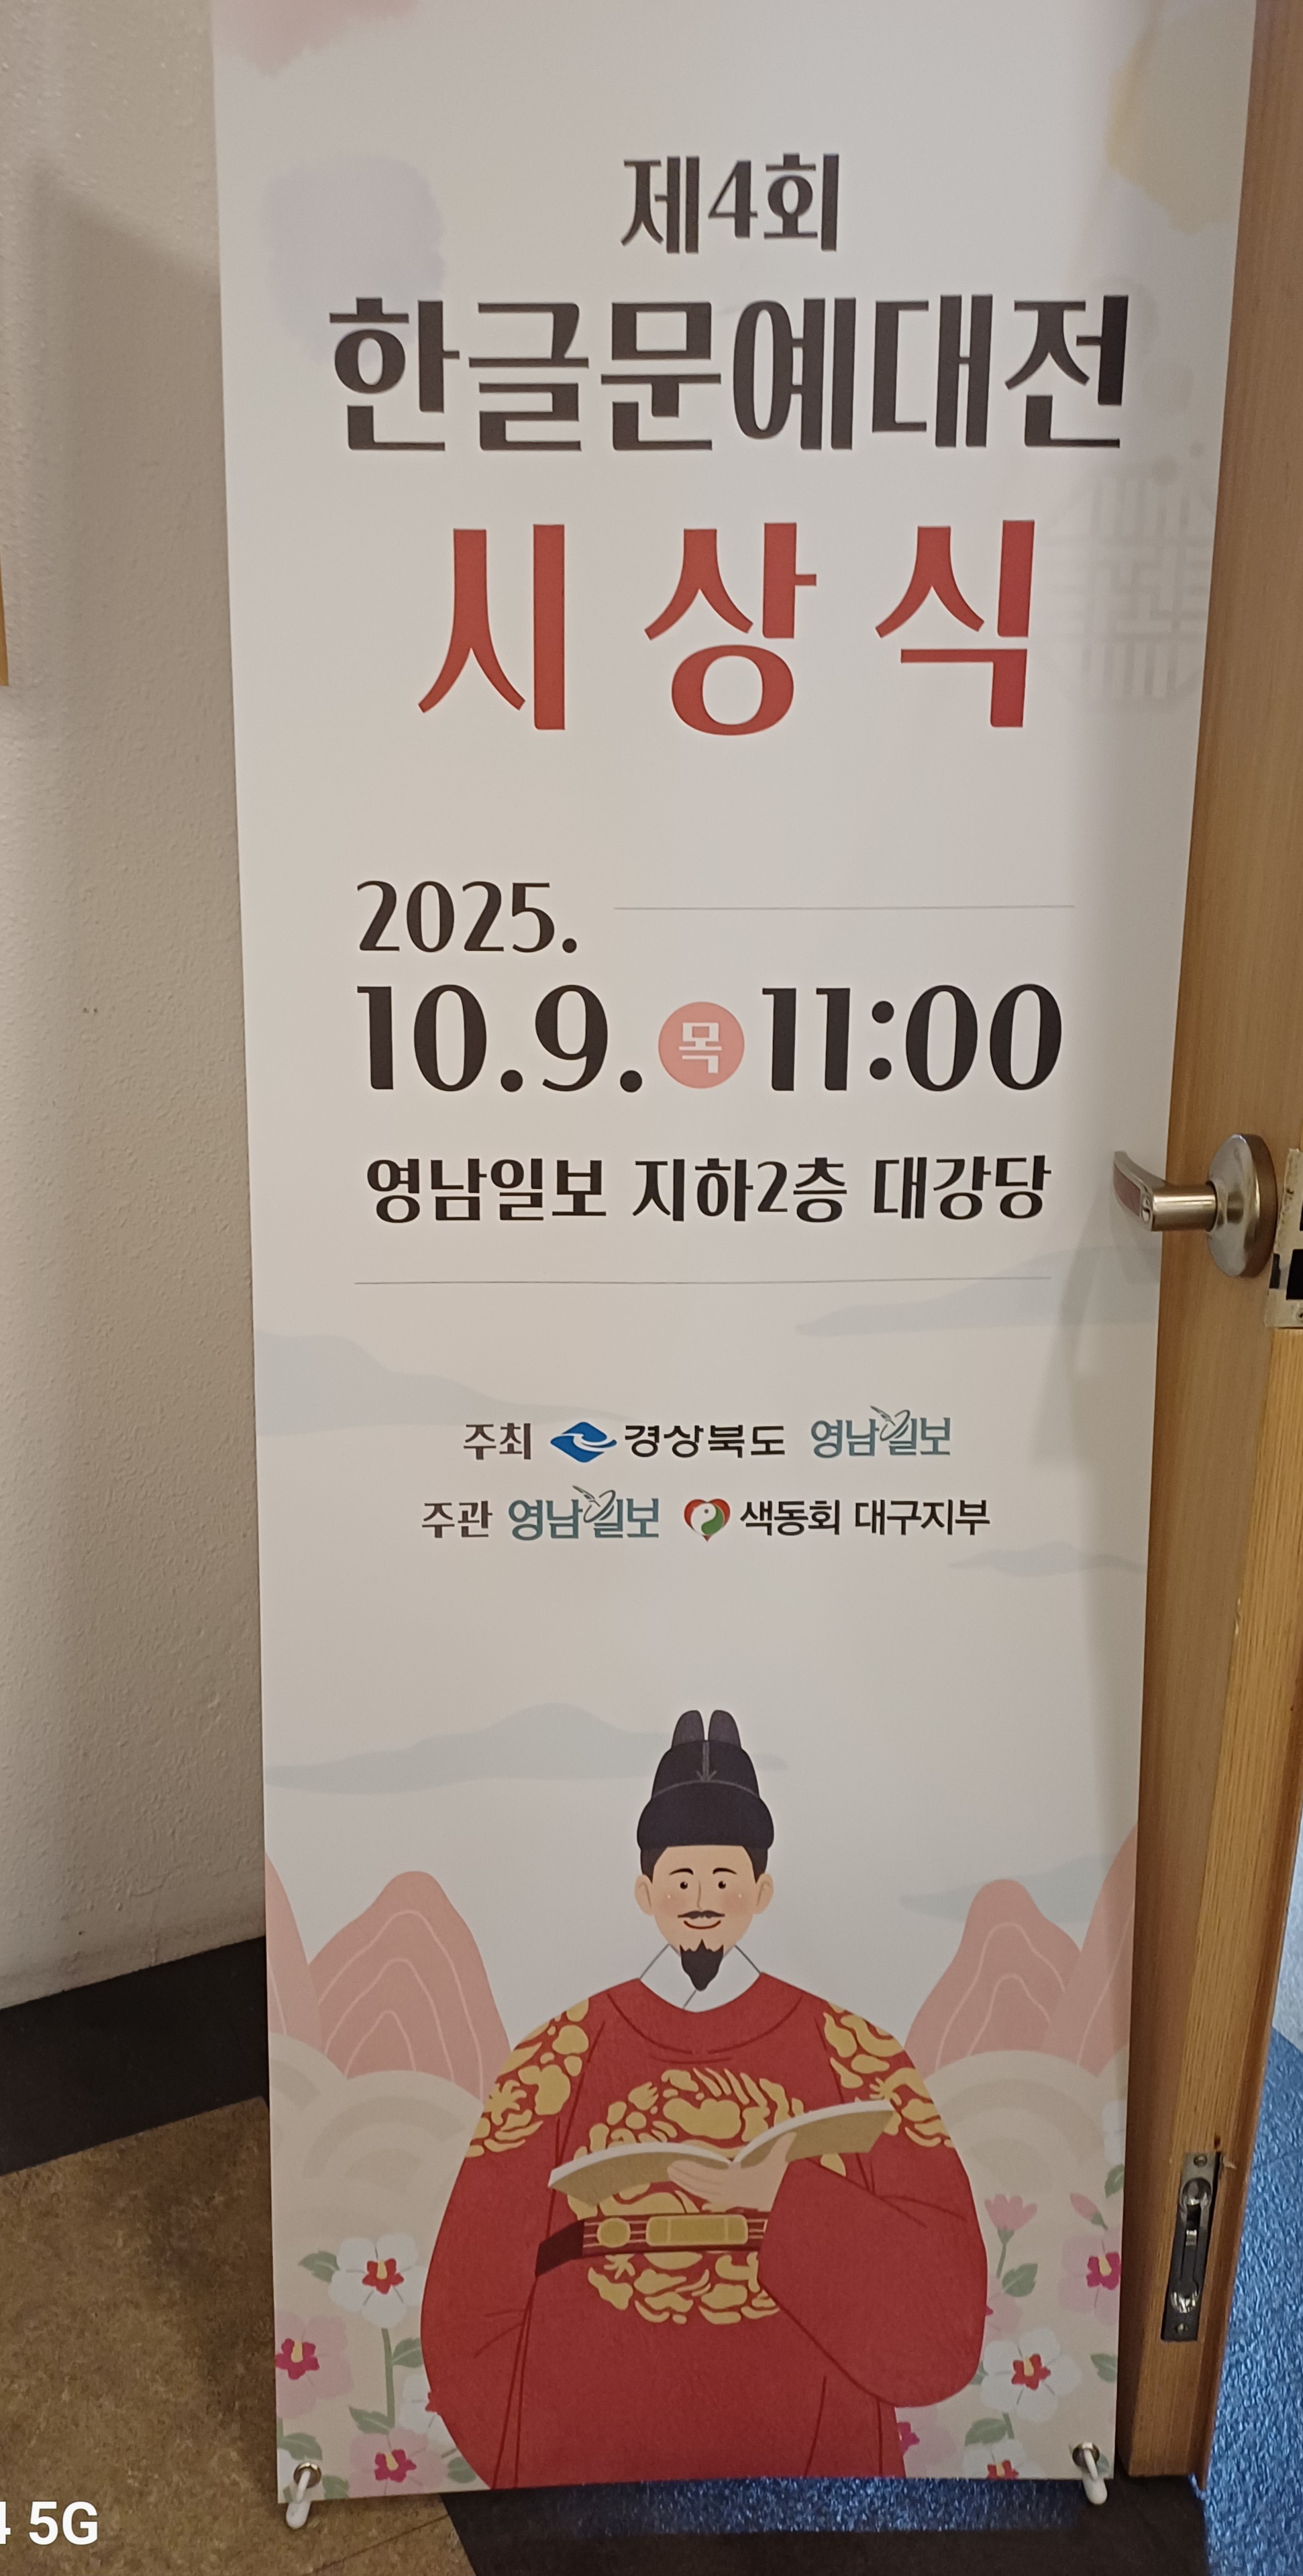 제4회
한글문예대전
시상식
2025.
10.9. 목 11:00
영남일보 지하2층 대강당
주최 경상북도 영남일보
주관 영남일보 색동회 대구지부
5G